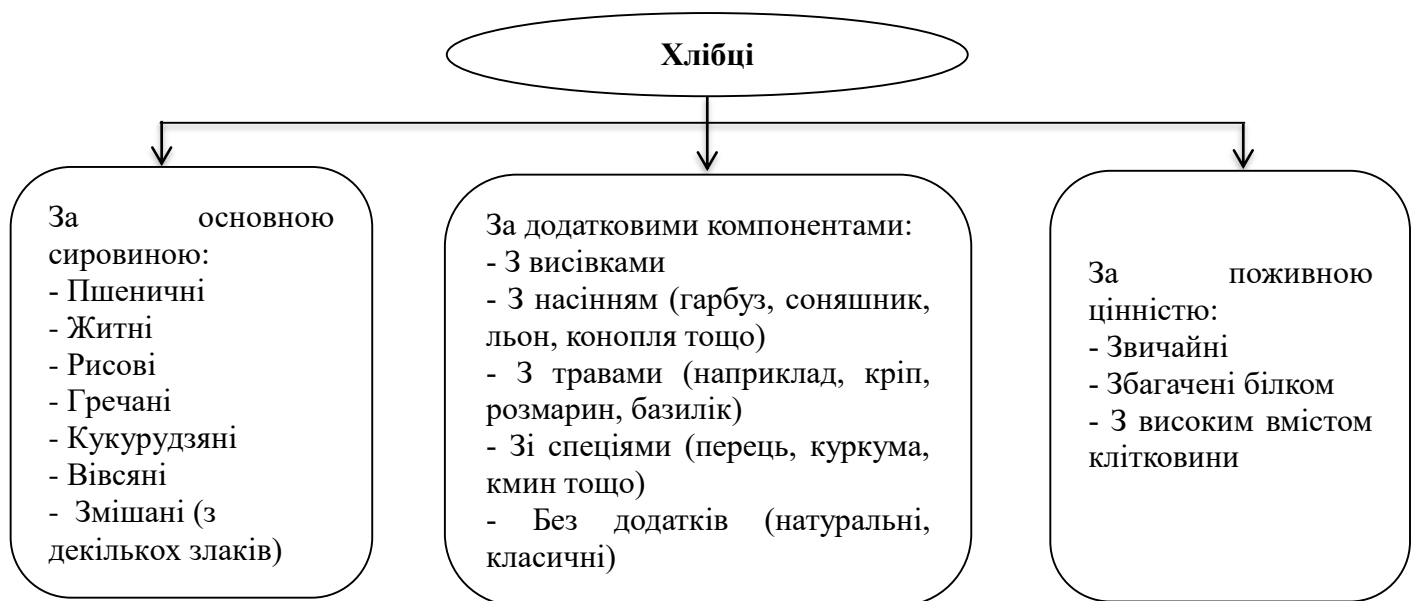 Хлібці
За основною
сировиною:
- Пшеничні
- Житні
- Рисові
- Гречані
- Кукурудзяні
- Вівсяні
- Змішані (з
декількох злаків)
За додатковими компонентами:
- З висівками
- З насінням (гарбуз, соняшник,
льон, конопля тощо)
- З травами (наприклад, кріп,
розмарин, базилік)
- Зі спеціями (перець, куркума,
кмин тощо)
- Без додатків (натуральні,
класичні)
За поживною
цінністю:
- Звичайні
- Збагачені білком
- З високим вмістом
клітковини